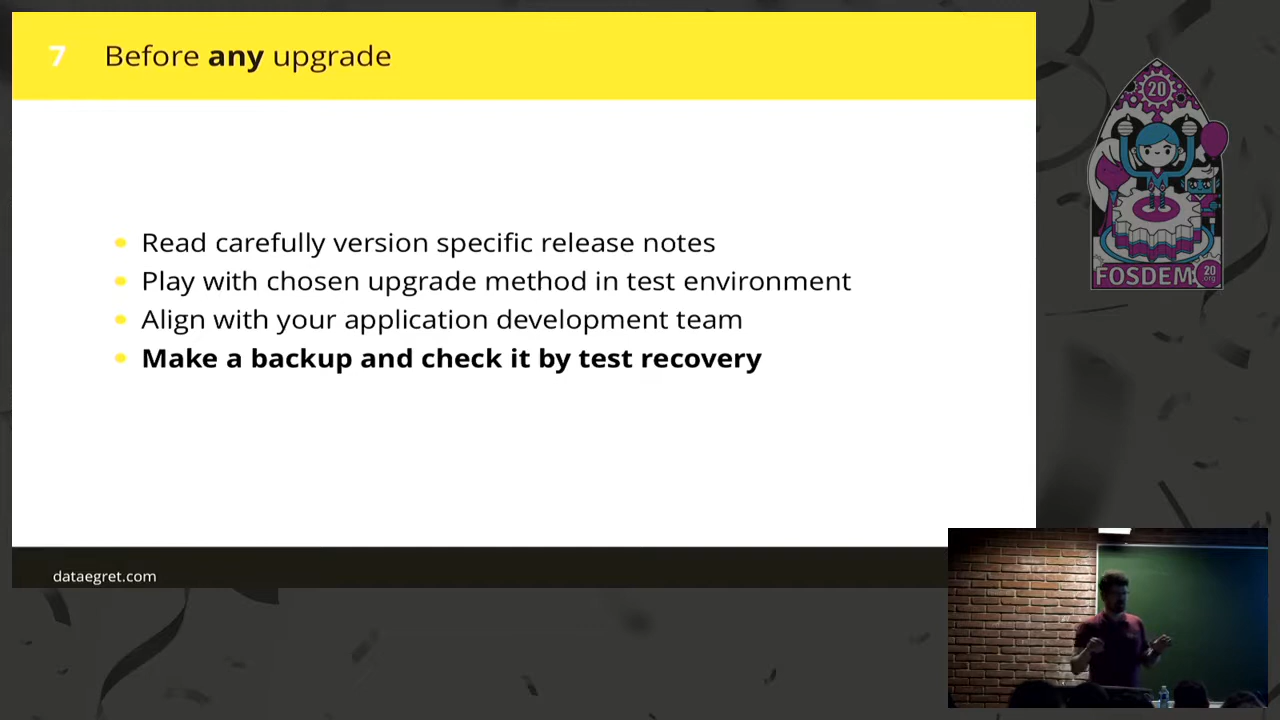 7 Before any upgrade
Read carefully version specific release notes
Play with chosen upgrade method in test environment
Align with your application development team
Make a backup and check it by test recovery
dataegret.com
20
FOSDEM 20
org